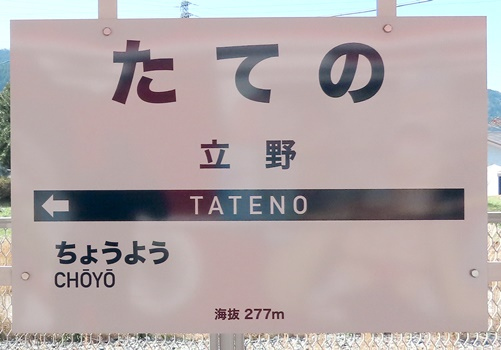 たての
立野
TATENO
ちょうよう
CHŌYŌ
海抜 277m